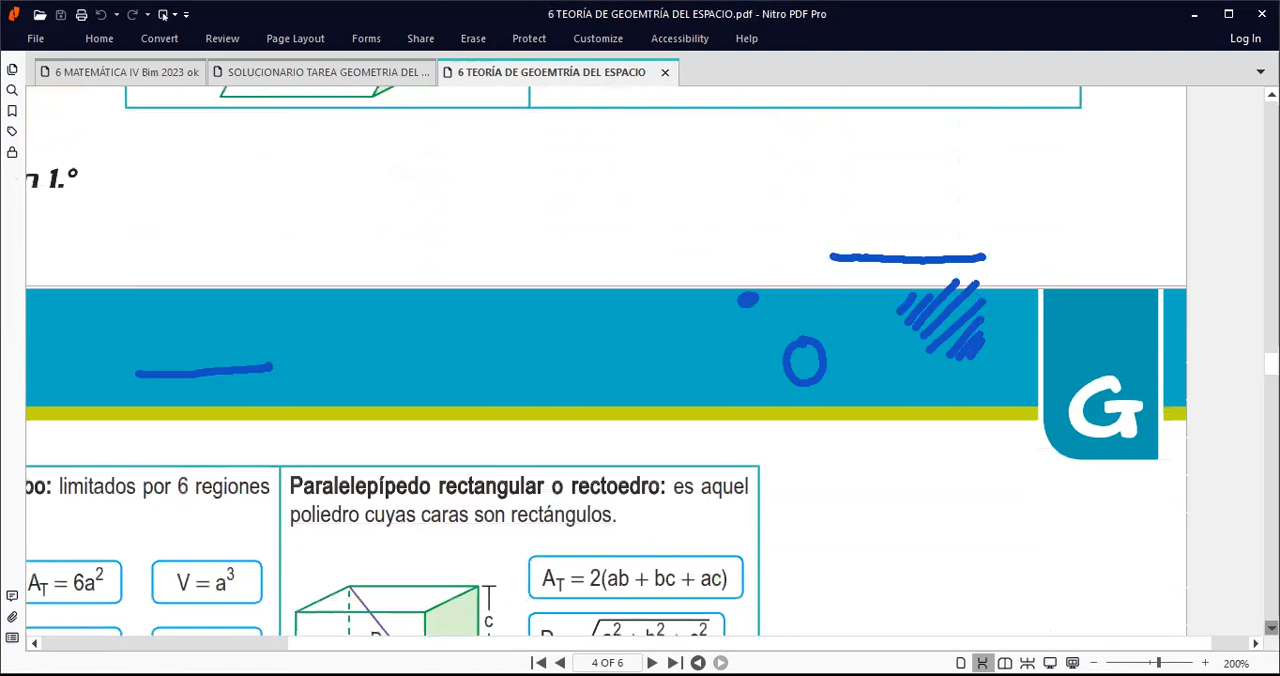 6 TEORÍA DE GEOEMTRÍA DEL ESPACIO.pdf - Nitro PDF Pro
File Home Convert Review Page Layout Forms Share Erase Protect Customize Accessibility Help Log In
6 MATEMÁTICA IV Bim 2023 ok
SOLUCIONARIO TAREA GEOMETRIA DEL ...
6 TEORÍA DE GEOEMTRÍA DEL ESPACIO
n 1.°
G
bo: limitados por 6 regiones
A_T = 6a²
V = a³
Paralelepípedo rectangular o rectoedro: es aquel
poliedro cuyas caras son rectángulos.
A_T = 2(ab + bc + ac)
c
4 OF 6
200%